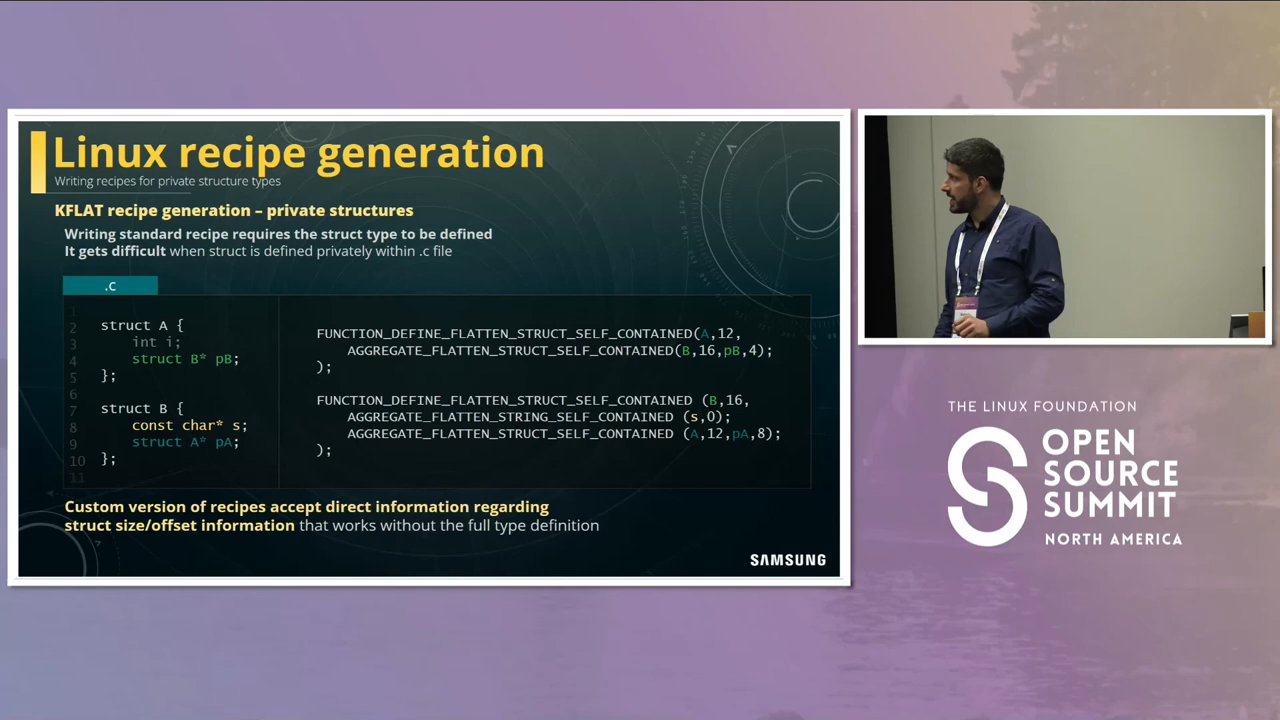 Linux recipe generation
Writing recipes for private structure types
KFLAT recipe generation – private structures
Writing standard recipe requires the struct type to be defined
It gets difficult when struct is defined privately within .c file
.C
1
2
3
4
5
6
7
8
9
10
11
struct A {
int i;
struct B* pB;
};
struct B {
const char* s;
struct A* pA;
};
FUNCTION_DEFINE_FLATTEN_STRUCT_SELF_CONTAINED(A,12,
AGGREGATE_FLATTEN_STRUCT_SELF_CONTAINED(B,16,pB,4);
);
FUNCTION_DEFINE_FLATTEN_STRUCT_SELF_CONTAINED (B,16,
AGGREGATE_FLATTEN_STRING_SELF_CONTAINED (s,0);
AGGREGATE_FLATTEN_STRUCT_SELF_CONTAINED (A,12,pA,8);
);
Custom version of recipes accept direct information regarding
struct size/offset information that works without the full type definition
SAMSUNG
THE LINUX FOUNDATION
OPEN
SOURCE
SUMMIT
NORTH AMERICA